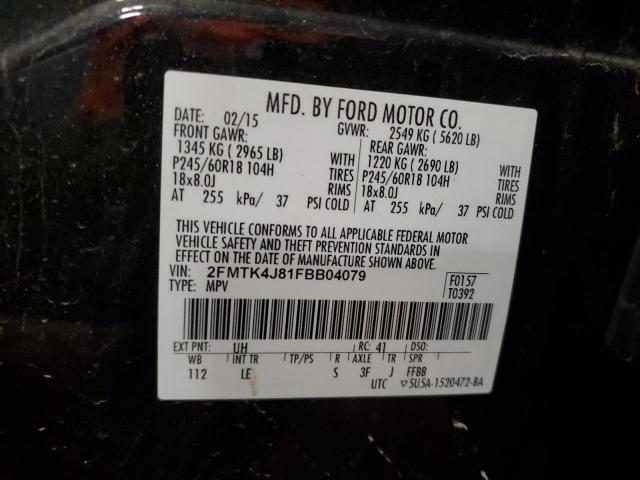 MFD. BY FORD MOTOR CO.
DATE: 02/15 GVWR: 2549 KG ( 5620 LB)
FRONT GAWR: REAR GAWR:
1345 KG ( 2965 LB) WITH 1220 KG ( 2690 LB) WITH
P245/60R18 104H TIRES P245/60R18 104H TIRES
18x8.0J RIMS 18x8.0J RIMS
AT 255 kPa/ 37 PSI COLD AT 255 kPa/ 37 PSI COLD
THIS VEHICLE CONFORMS TO ALL APPLICABLE FEDERAL MOTOR
VEHICLE SAFETY AND THEFT PREVENTION STANDARDS IN
EFFECT ON THE DATE OF MANUFACTURE SHOWN ABOVE.
VIN: 2FMTK4J81FBB04079 F0157
TYPE: MPV T0392
EXT PNT: UH RC: 41 DSO:
WB INT TR TP/PS R AXLE TR SPR
112 LE S 3F J FFBB
UTC ▽5U5A-1520472-BA